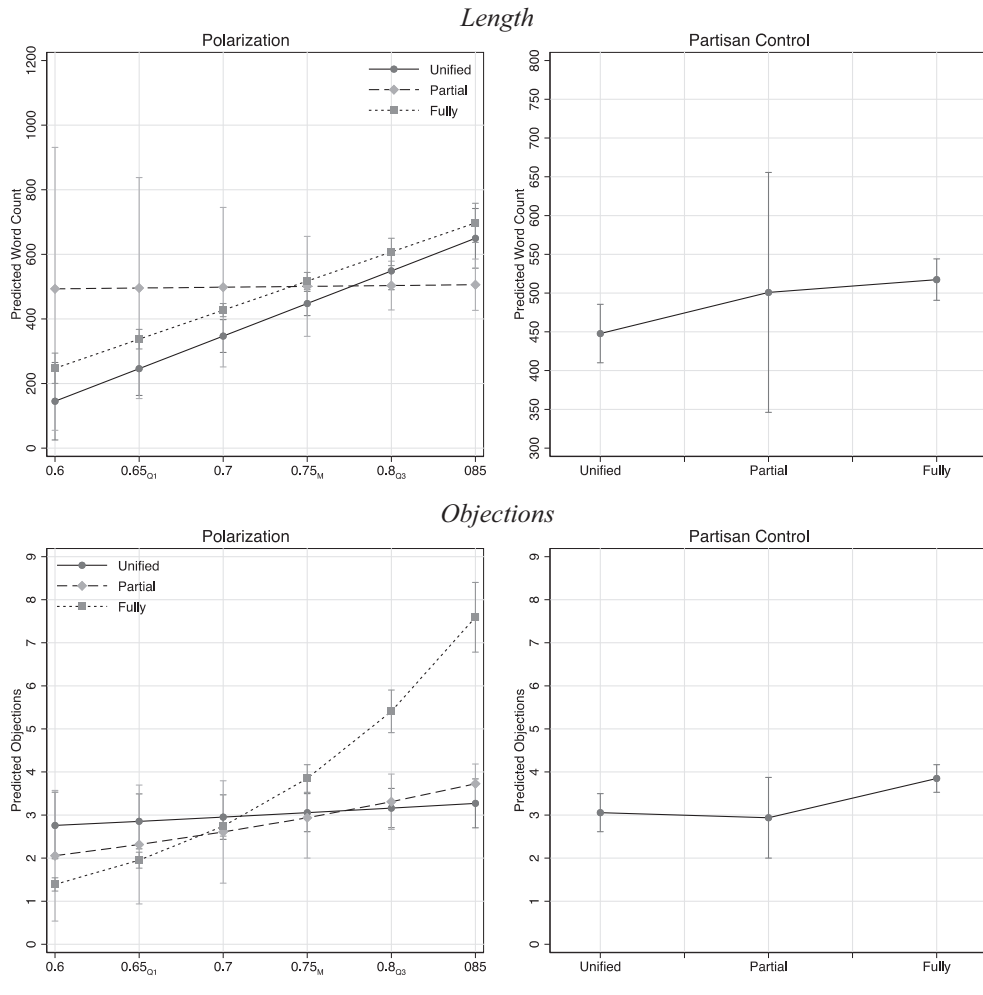 Length
Polarization
Predicted Word Count
0 200 400 600 800 1000 1200
Unified
Partial
Fully
0.6 0.65Q1 0.7 0.75M 0.8Q3 085
Partisan Control
Predicted Word Count
300 350 400 450 500 550 600 650 700 750 800
Unified Partial Fully
Objections
Polarization
Predicted Objections
0 1 2 3 4 5 6 7 8 9
Unified
Partial
Fully
0.6 0.65Q1 0.7 0.75M 0.8Q3 085
Partisan Control
Predicted Objections
0 1 2 3 4 5 6 7 8 9
Unified Partial Fully